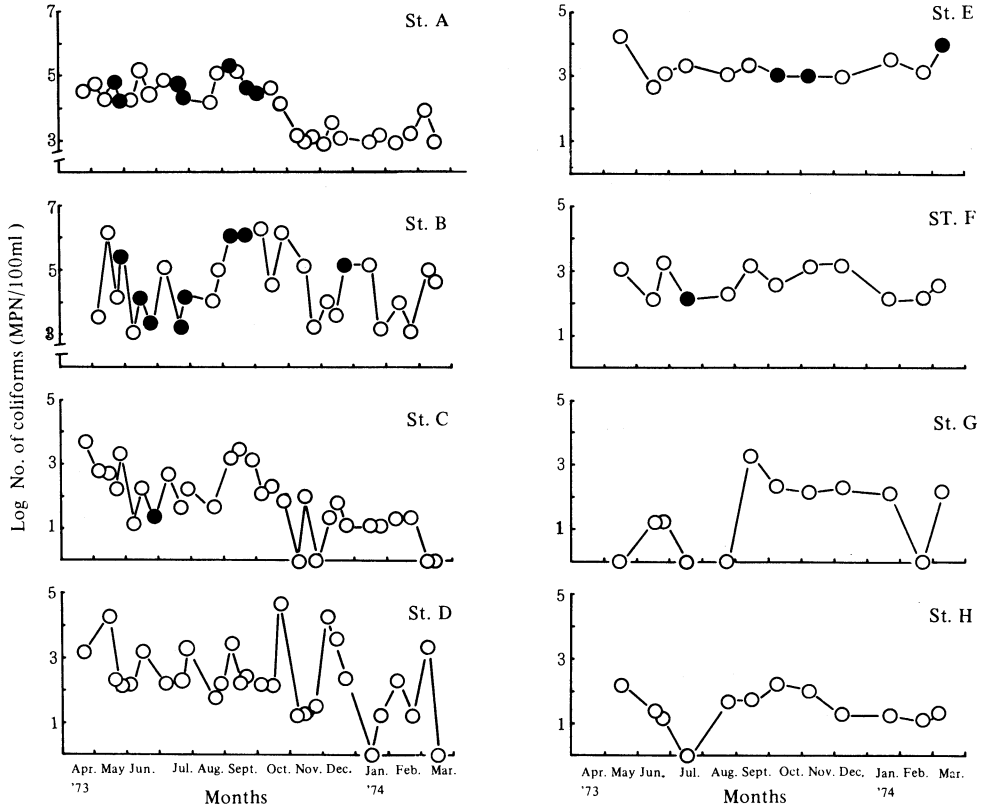 7
5
3
St. A
5
3
1
St. E
7
5
3
St. B
5
3
1
ST. F
5
3
1
St. C
5
3
1
St. G
5
3
1
St. D
5
3
1
St. H
Log No. of coliforms (MPN/100ml)
Apr. May Jun. Jul. Aug. Sept. Oct. Nov. Dec. Jan. Feb. Mar.
'73 '74
Months
Apr. May Jun. Jul. Aug. Sept. Oct. Nov. Dec. Jan. Feb. Mar.
'73 '74
Months